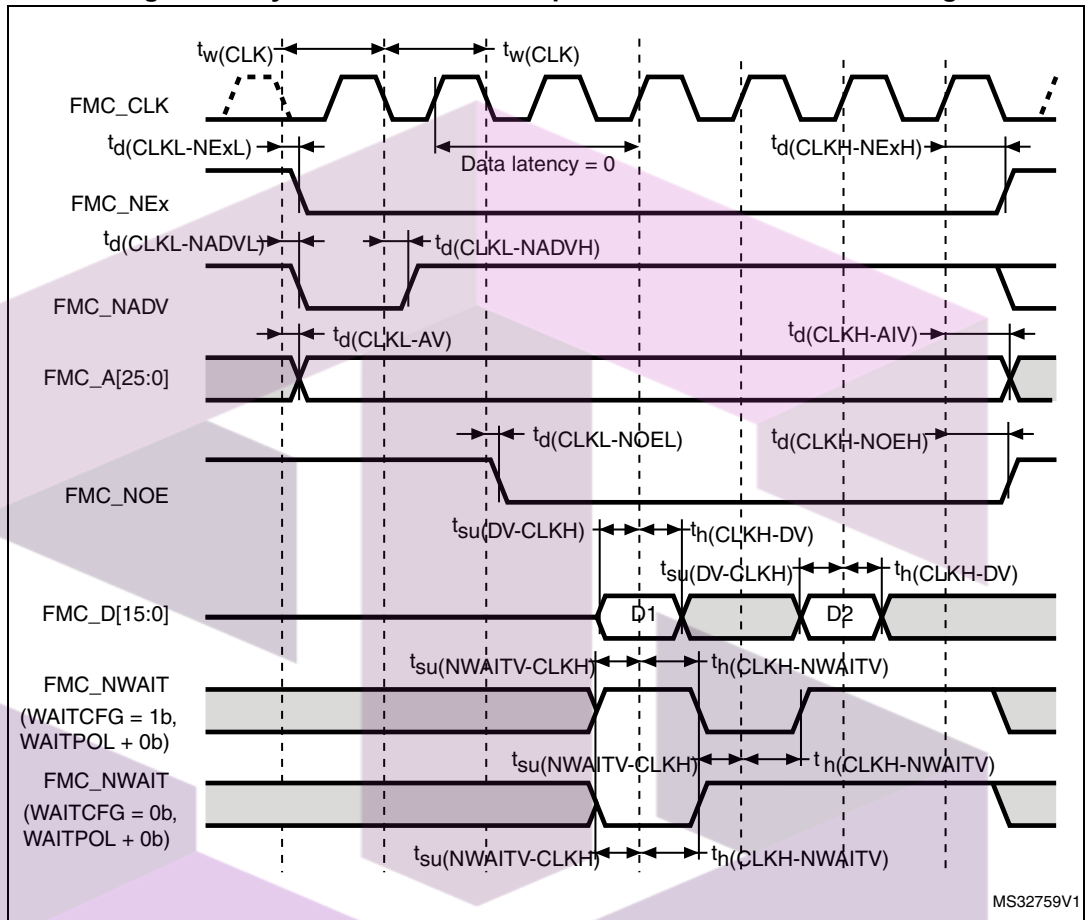 tw(CLK) tw(CLK)
FMC_CLK
td(CLKL-NExL) Data latency = 0 td(CLKH-NExH)
FMC_NEx
td(CLKL-NADVL) td(CLKL-NADVH)
FMC_NADV
td(CLKL-AV) td(CLKH-AIV)
FMC_A[25:0]
td(CLKL-NOEL) td(CLKH-NOEH)
FMC_NOE
tsu(DV-CLKH) th(CLKH-DV)
tsu(DV-CLKH) th(CLKH-DV)
FMC_D[15:0] D1 D2
tsu(NWAITV-CLKH) th(CLKH-NWAITV)
FMC_NWAIT
(WAITCFG = 1b,
WAITPOL + 0b)
tsu(NWAITV-CLKH) th(CLKH-NWAITV)
FMC_NWAIT
(WAITCFG = 0b,
WAITPOL + 0b)
tsu(NWAITV-CLKH) th(CLKH-NWAITV)
MS32759V1